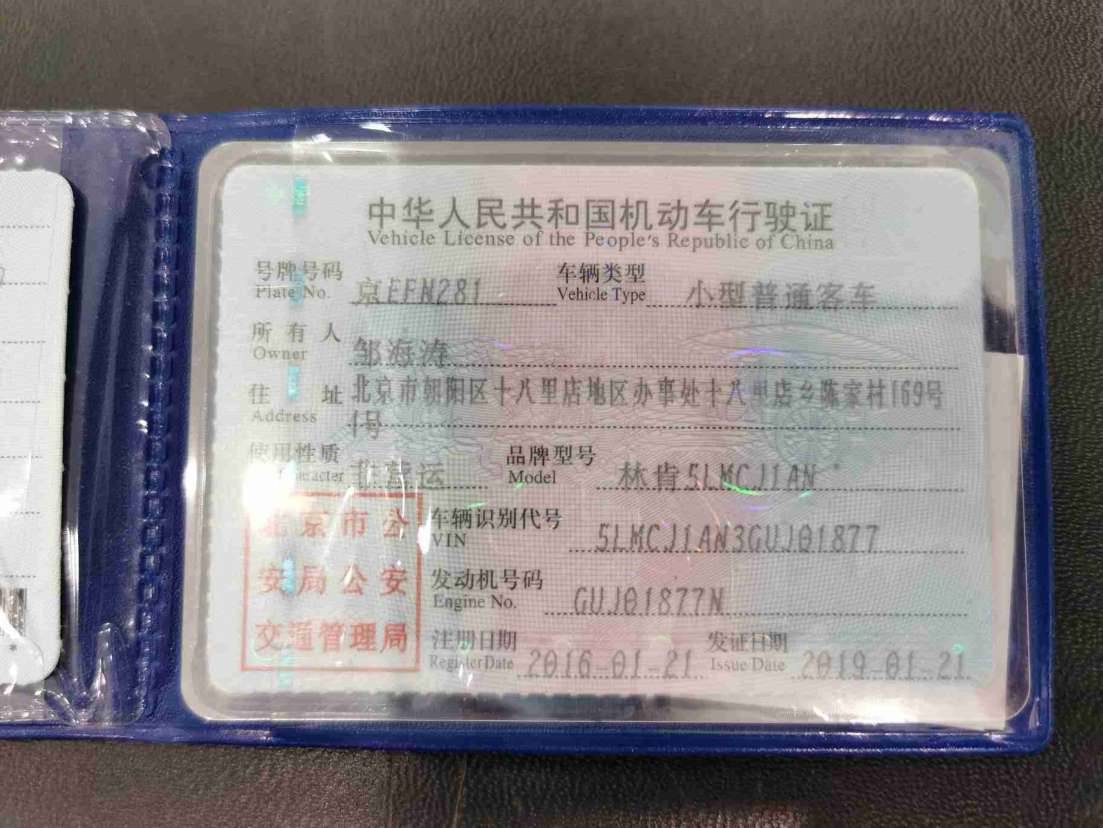 中华人民共和国机动车行驶证
Vehicle License of the People's Republic of China
号牌号码 京EFN281 车辆类型 小型普通客车
Plate No. Vehicle Type
所有人 邹海涛
Owner
住址 北京市朝阳区十八里店地区办事处十八里店乡陈家村169号
Address
1号
使用性质 非营运 品牌型号 林肯5LMCJ1AN
Model
北京市公 车辆识别代号 5LMCJ1AN3GUJ01877
VIN
安局公安 发动机号码 GUJ01877N
Engine No.
交通管理局 注册日期 2016-01-21 发证日期 2019-01-21
Register Date Issue Date